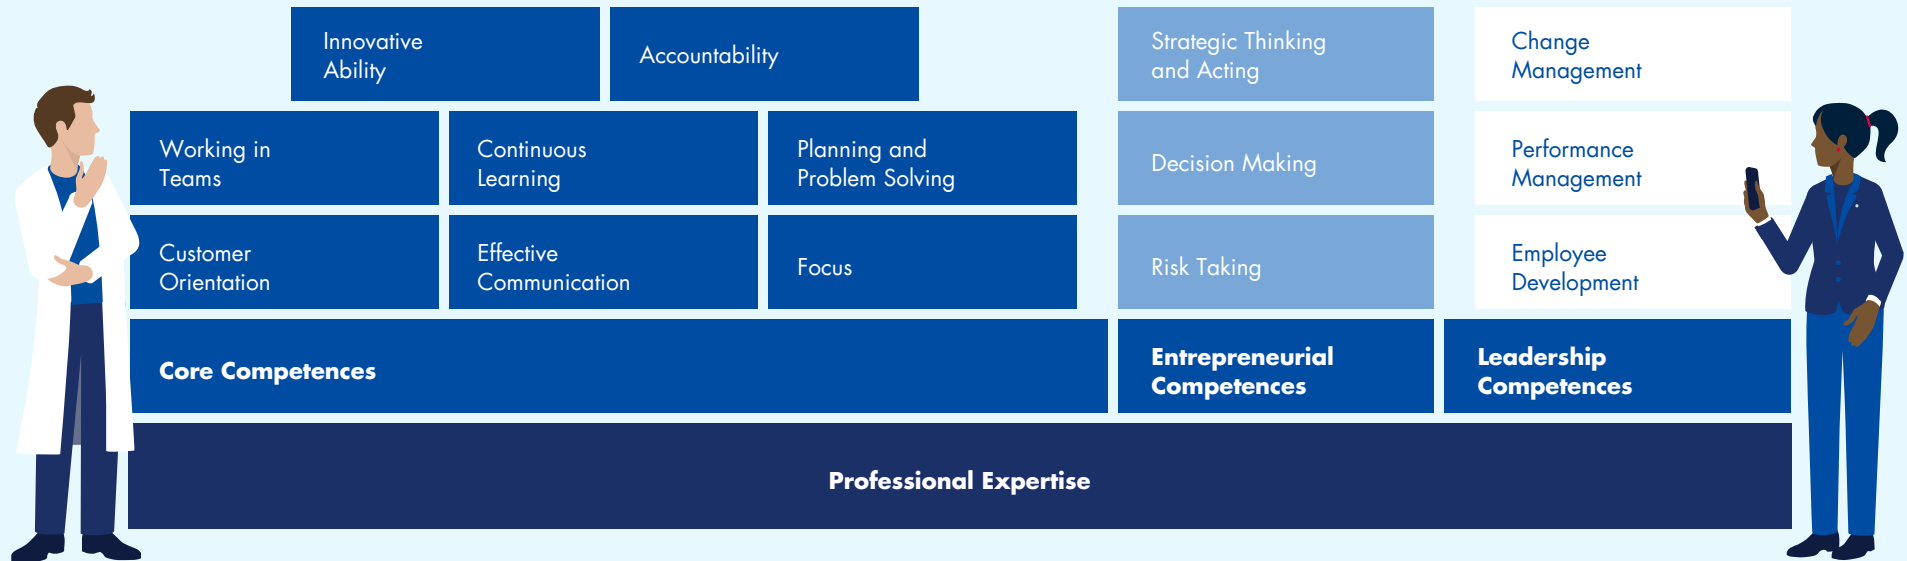 Innovative
Ability
Accountability
Strategic Thinking
and Acting
Change
Management
Working in
Teams
Continuous
Learning
Planning and
Problem Solving
Decision Making
Performance
Management
Customer
Orientation
Effective
Communication
Focus
Risk Taking
Employee
Development
Core Competences
Entrepreneurial
Competences
Leadership
Competences
Professional Expertise